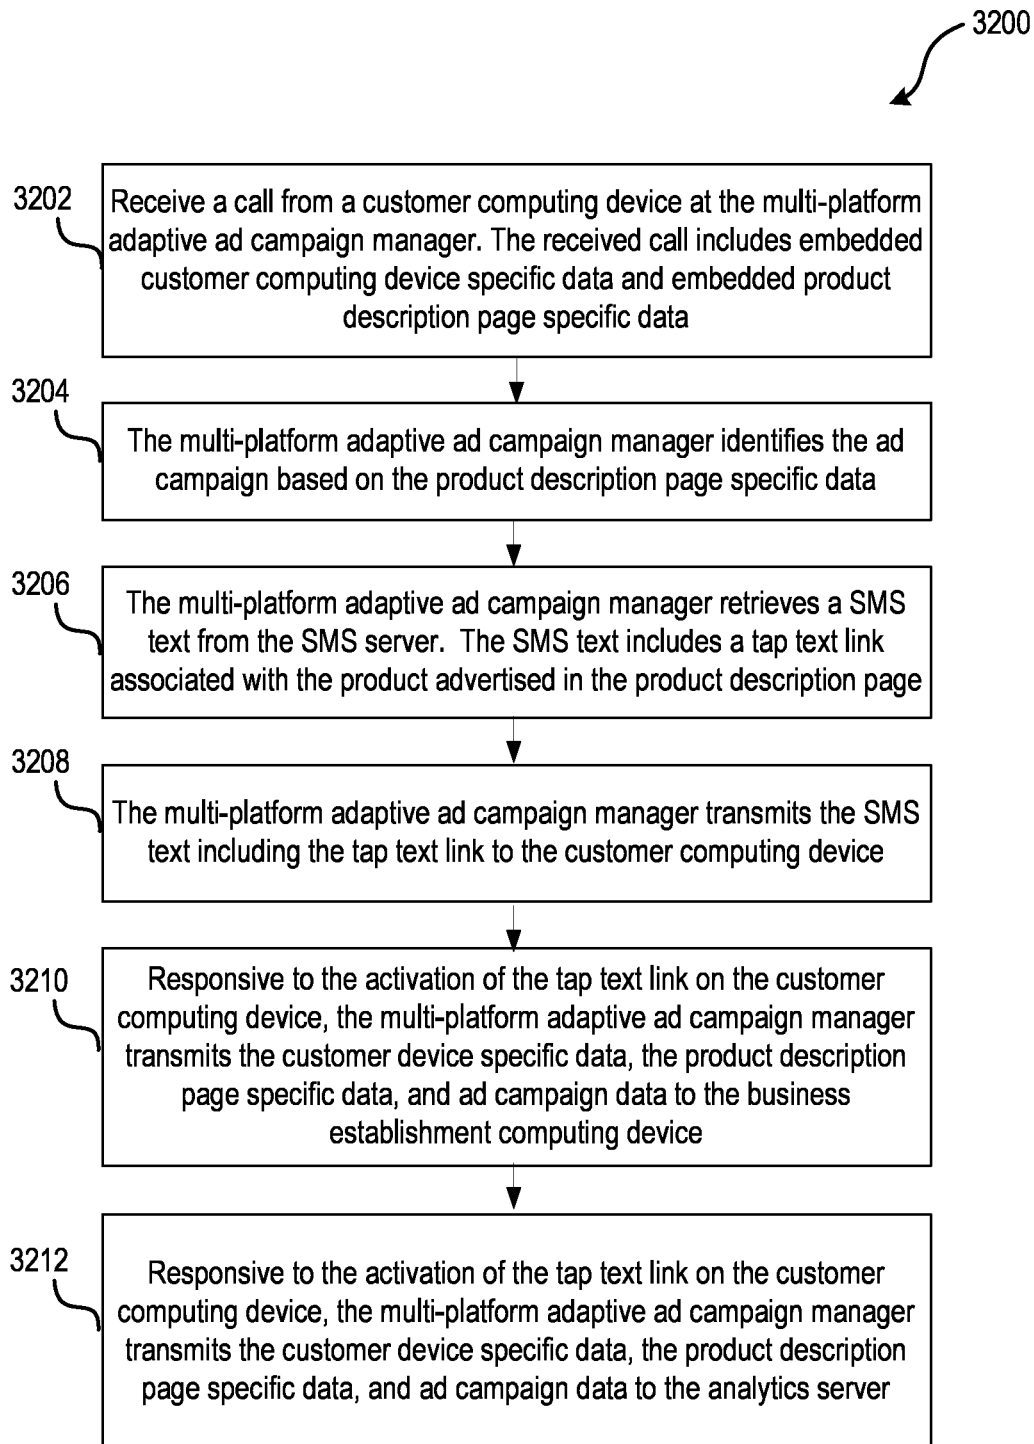 3200
3202
Receive a call from a customer computing device at the multi-platform
adaptive ad campaign manager. The received call includes embedded
customer computing device specific data and embedded product
description page specific data
3204
The multi-platform adaptive ad campaign manager identifies the ad
campaign based on the product description page specific data
3206
The multi-platform adaptive ad campaign manager retrieves a SMS
text from the SMS server. The SMS text includes a tap text link
associated with the product advertised in the product description page
3208
The multi-platform adaptive ad campaign manager transmits the SMS
text including the tap text link to the customer computing device
3210
Responsive to the activation of the tap text link on the customer
computing device, the multi-platform adaptive ad campaign manager
transmits the customer device specific data, the product description
page specific data, and ad campaign data to the business
establishment computing device
3212
Responsive to the activation of the tap text link on the customer
computing device, the multi-platform adaptive ad campaign manager
transmits the customer device specific data, the product description
page specific data, and ad campaign data to the analytics server